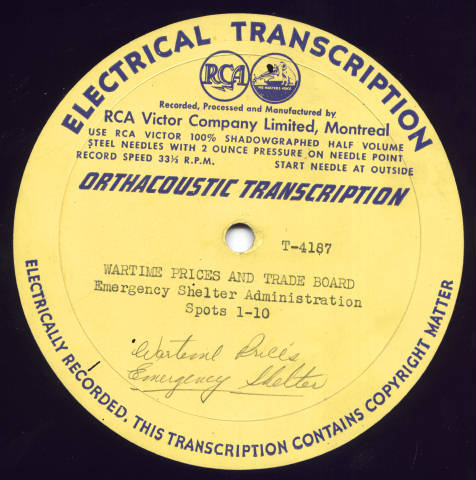 ELECTRICAL TRANSCRIPTION
RCA
HIS MASTER'S VOICE
Recorded, Processed and Manufactured by
RCA Victor Company Limited, Montreal
USE RCA VICTOR 100% SHADOWGRAPHED HALF VOLUME
STEEL NEEDLES WITH 2 OUNCE PRESSURE ON NEEDLE POINT
RECORD SPEED 33⅓ R.P.M. START NEEDLE AT OUTSIDE
ORTHACOUSTIC TRANSCRIPTION
T-4187
WARTIME PRICES AND TRADE BOARD
Emergency Shelter Administration
Spots 1-10
Wartime Prices
Emergency Shelter
ELECTRICALLY RECORDED. THIS TRANSCRIPTION CONTAINS COPYRIGHT MATTER